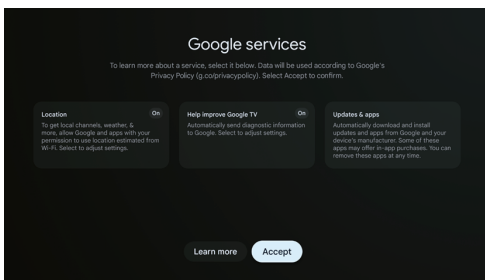 Google services
To learn more about a service, select it below. Data will be used according to Google's
Privacy Policy (g.co/privacypolicy). Select Accept to confirm.
Location On
To get local channels, weather, &
more, allow Google and apps with your
permission to use location estimated from
Wi-Fi. Select to adjust settings.
Help improve Google TV On
Automatically send diagnostic information
to Google. Select to adjust settings.
Updates & apps
Automatically download and install
updates and apps from Google and your
device's manufacturer. Some of these
apps may offer in-app purchases. You can
remove these apps at any time.
Learn more Accept